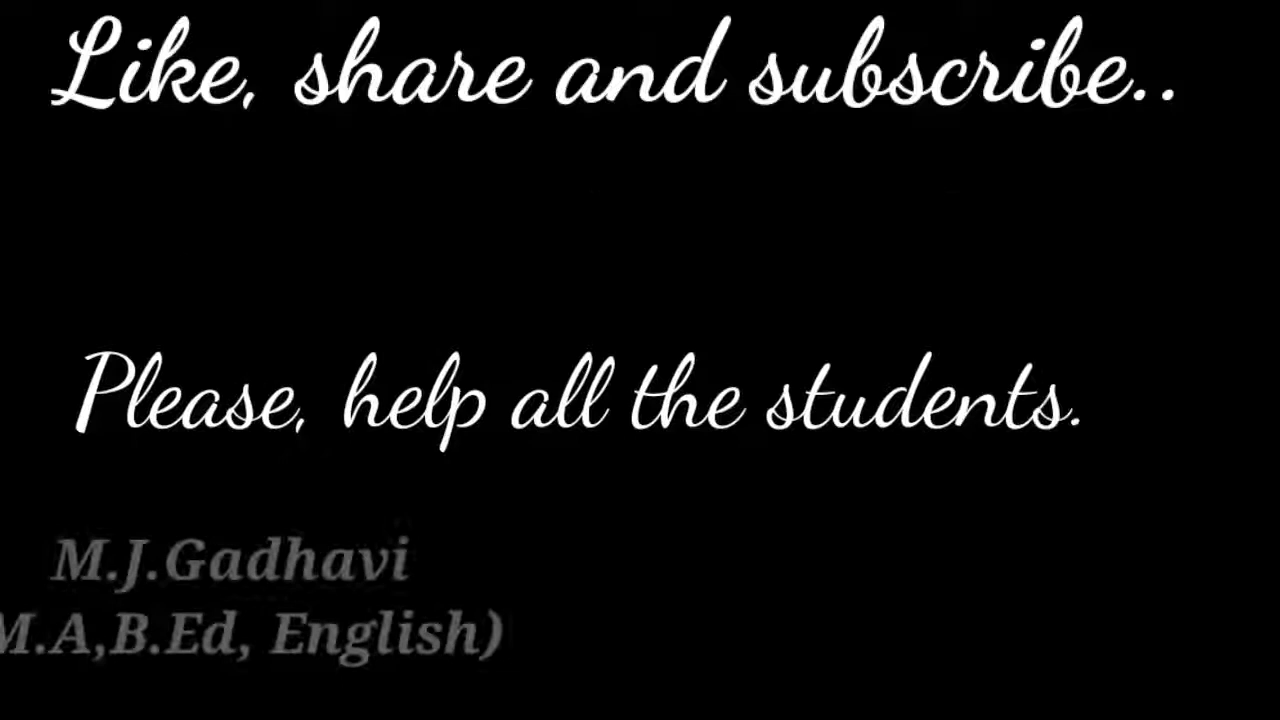 Like, share and subscribe..
Please, help all the students.
M.J.Gadhavi
M.A,B.Ed, English)